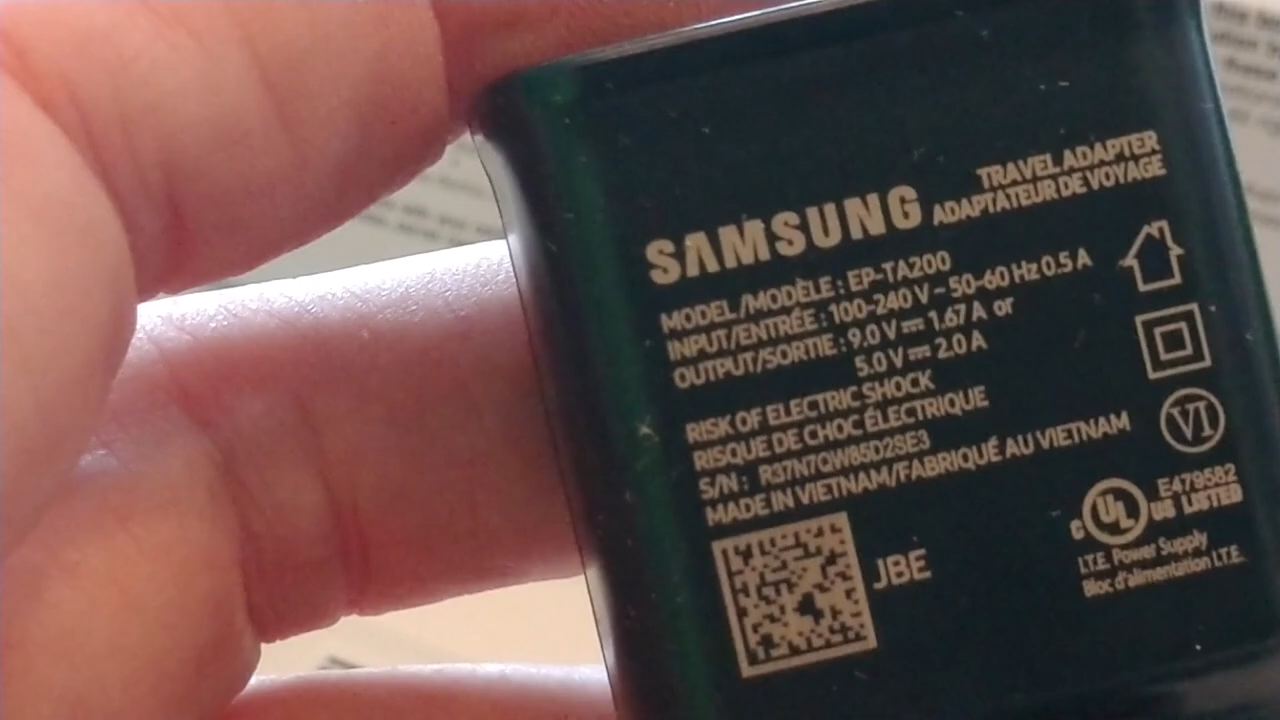 TRAVEL ADAPTER
SAMSUNG ADAPTATEUR DE VOYAGE
MODEL/MODÈLE : EP-TA200
INPUT/ENTRÉE : 100-240 V ~ 50-60 Hz 0.5 A
OUTPUT/SORTIE : 9.0 V ⎓ 1.67 A or
5.0 V ⎓ 2.0 A
RISK OF ELECTRIC SHOCK
RISQUE DE CHOC ÉLECTRIQUE
S/N : R37N7QW85D2SE3
MADE IN VIETNAM/FABRIQUÉ AU VIETNAM
VI
JBE
E479582
c UL US LISTED
I.T.E. Power Supply
Bloc d'alimentation I.T.E.